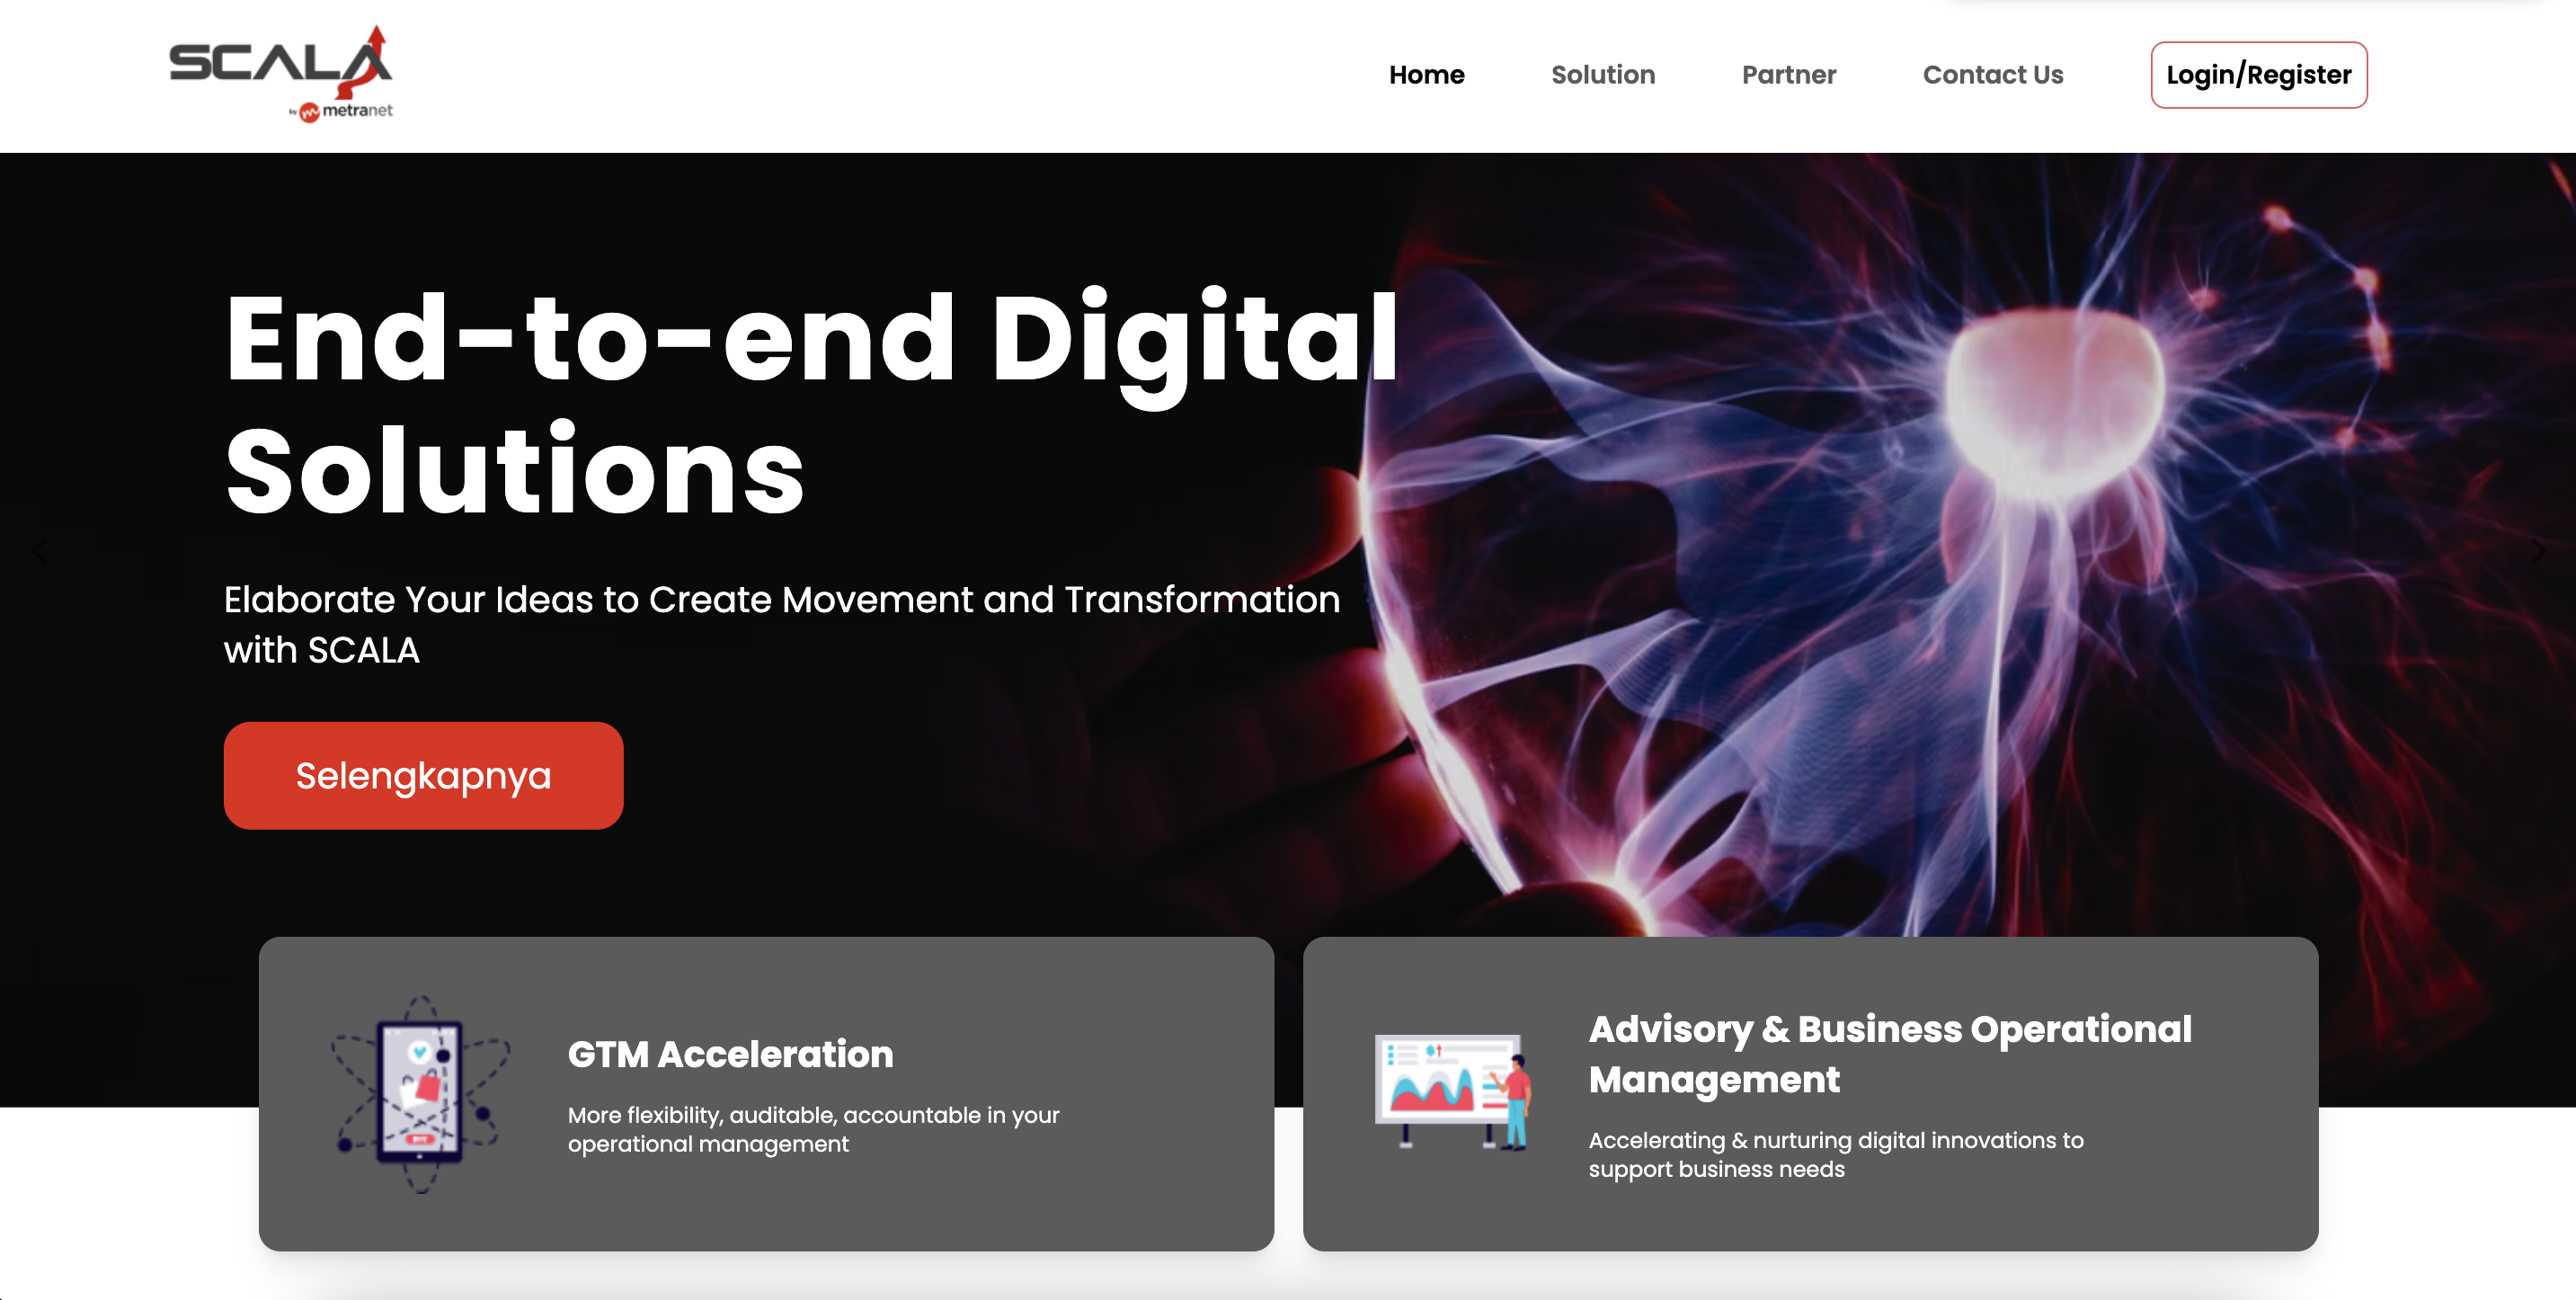 SCALA
by metranet
Home
Solution
Partner
Contact Us
Login/Register
End-to-end Digital
Solutions
Elaborate Your Ideas to Create Movement and Transformation
with SCALA
Selengkapnya
GTM Acceleration
More flexibility, auditable, accountable in your
operational management
Advisory & Business Operational
Management
Accelerating & nurturing digital innovations to
support business needs